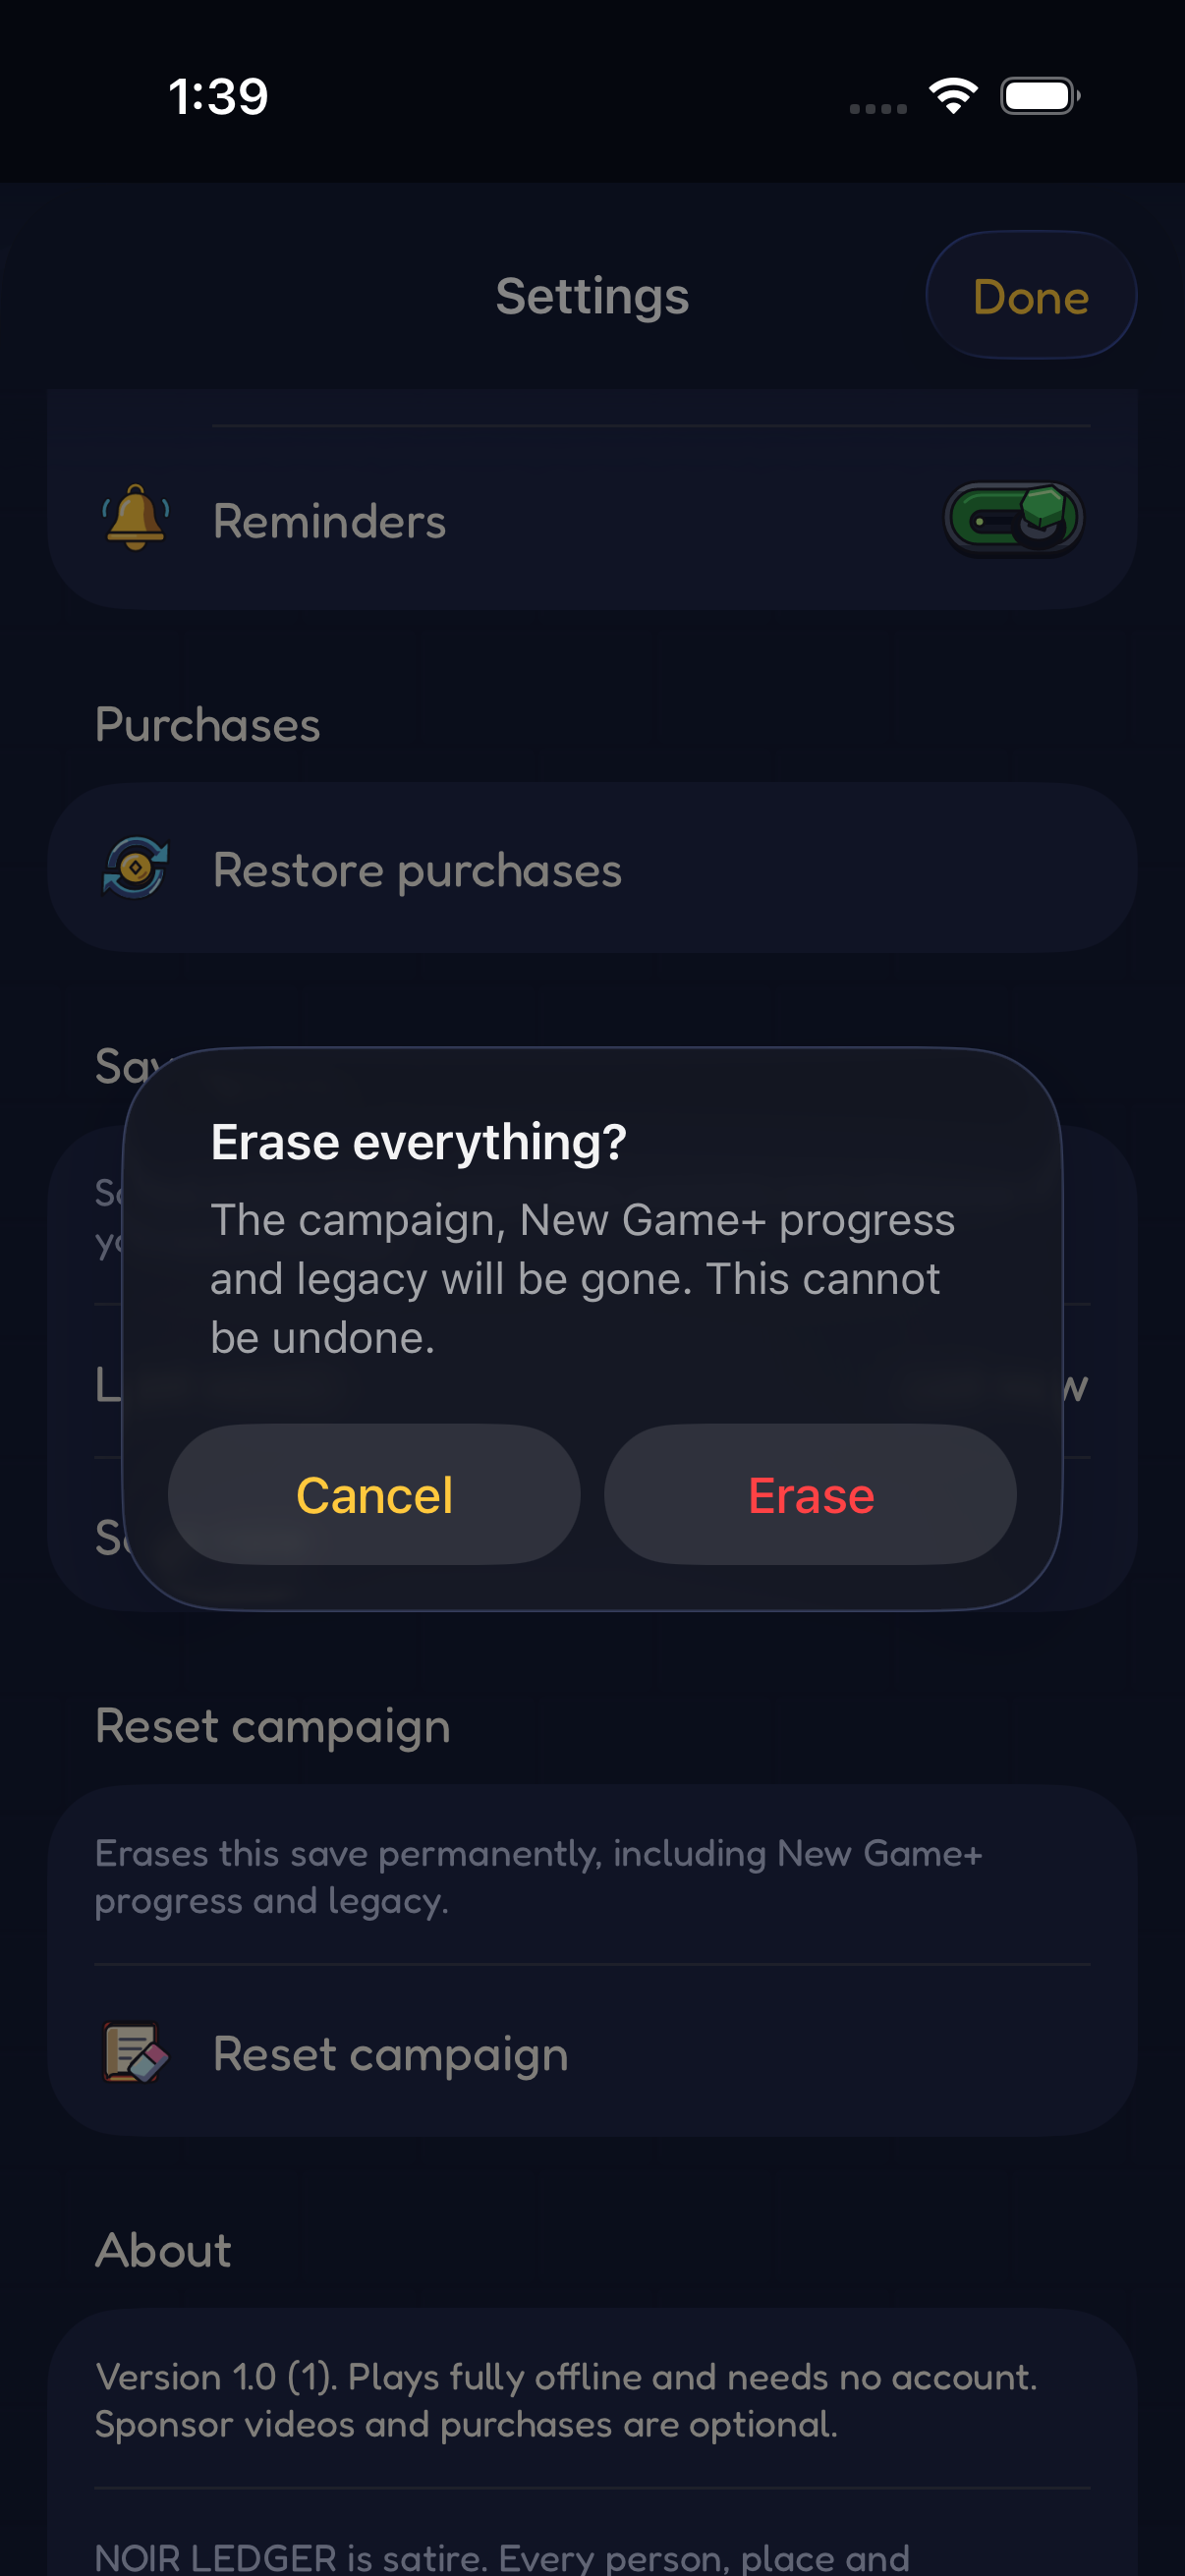 1:39
Settings
Done
Reminders
Purchases
Restore purchases
Erase everything?
The campaign, New Game+ progress
and legacy will be gone. This cannot
be undone.
Cancel
Erase
Reset campaign
Erases this save permanently, including New Game+
progress and legacy.
Reset campaign
About
Version 1.0 (1). Plays fully offline and needs no account.
Sponsor videos and purchases are optional.
NOIR LEDGER is satire. Every person, place and